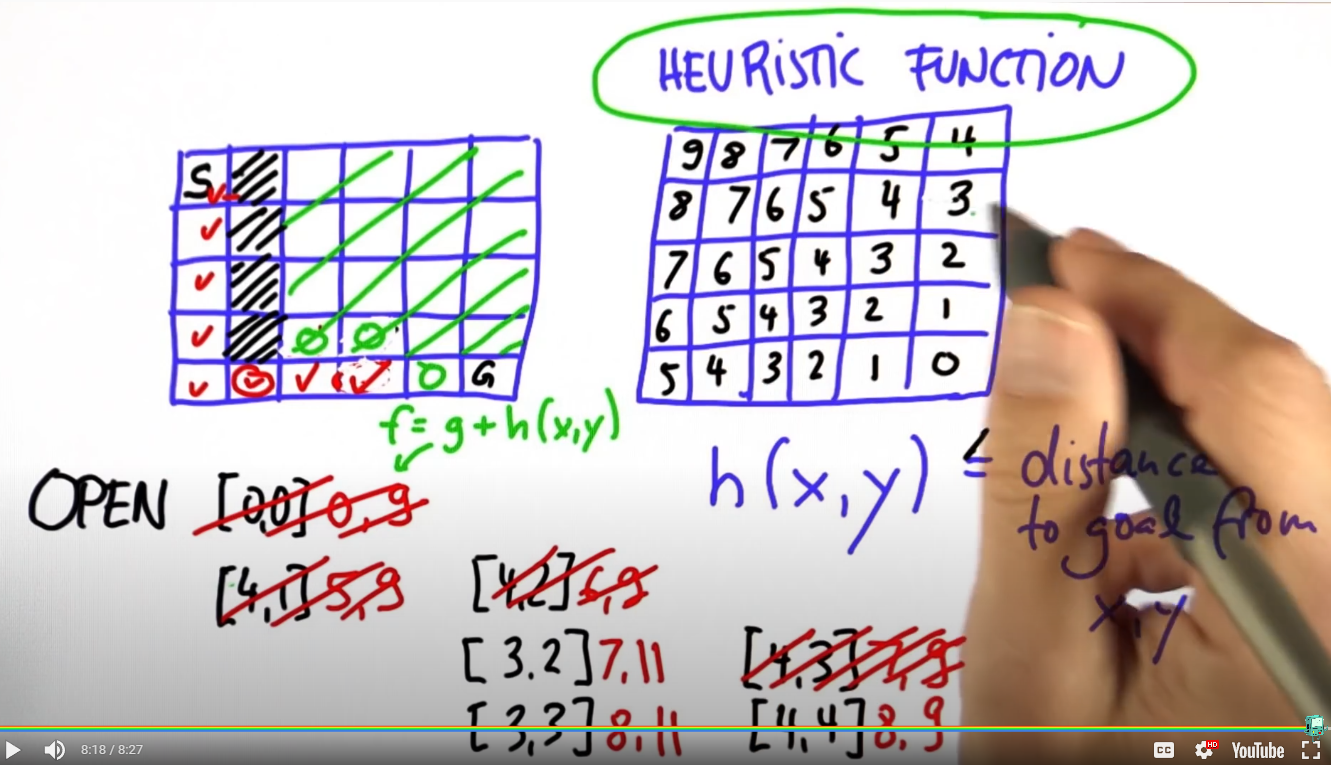 HEURISTIC FUNCTION
S
G
9 8 7 6 5 4
8 7 6 5 4 3
7 6 5 4 3 2
6 5 4 3 2 1
5 4 3 2 1 0
f = g + h(x,y)
OPEN [0,0] 0,9
[4,1] 5,9
[4,2] 6,9
[3.2] 7,11
[4,3] 7,9
[3,3] 8,11
[4,4] 8,9
h(x,y) ≤ distance
to goal from
x,y
8:18 / 8:27
CC
HD
YouTube